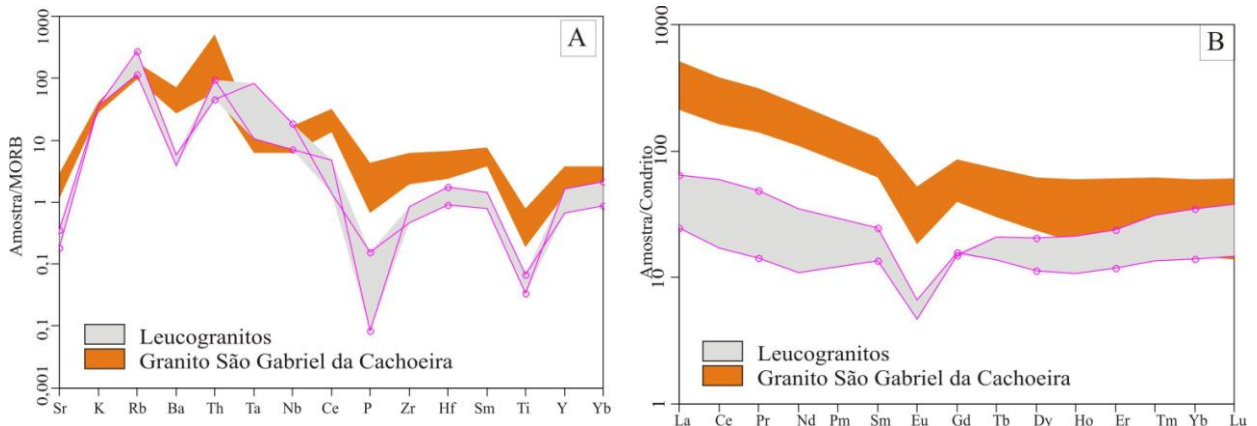 A
Amostra/MORB
1000
100
10
1
0,1
0,1
0,001
Leucogranitos
Granito São Gabriel da Cachoeira
Sr K Rb Ba Th Ta Nb Ce P Zr Hf Sm Ti Y Yb
B
Amostra/Condrito
1000
100
10
1
Leucogranitos
Granito São Gabriel da Cachoeira
La Ce Pr Nd Pm Sm Eu Gd Tb Dy Ho Er Tm Yb Lu